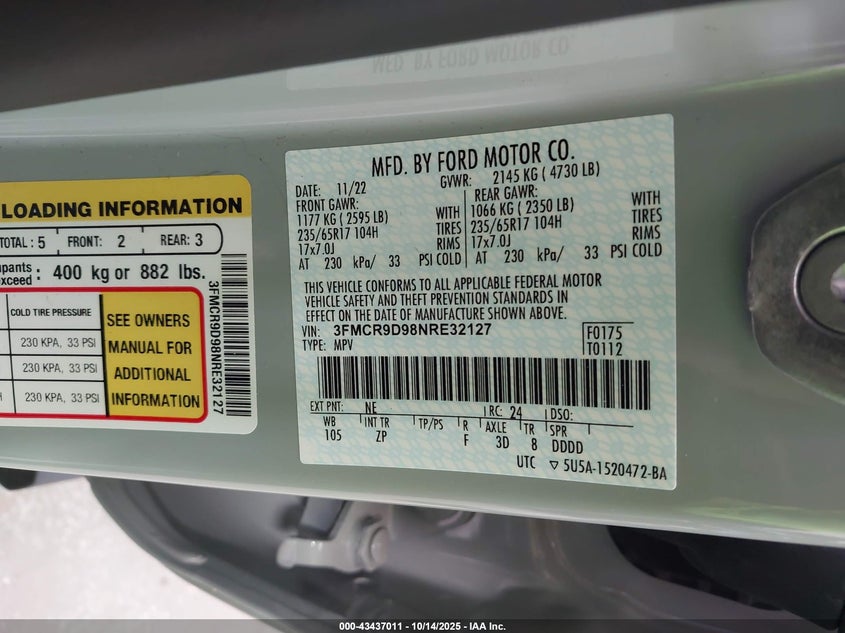 MFD. BY FORD MOTOR CO.
LOADING INFORMATION
TOTAL : 5 FRONT: 2 REAR: 3
400 kg or 882 lbs.
COLD TIRE PRESSURE
230 KPA, 33 PSI
230 KPA, 33 PSI
230 KPA, 33 PSI
SEE OWNERS
MANUAL FOR
ADDITIONAL
INFORMATION
3FMCR9D98NRE32127
MFD. BY FORD MOTOR CO.
DATE: 11/22 GVWR: 2145 KG ( 4730 LB)
FRONT GAWR: REAR GAWR:
1177 KG ( 2595 LB) WITH 1066 KG ( 2350 LB) WITH
235/65R17 104H TIRES 235/65R17 104H TIRES
17x7.0J RIMS 17x7.0J RIMS
AT 230 kPa/ 33 PSI COLD AT 230 kPa/ 33 PSI COLD
THIS VEHICLE CONFORMS TO ALL APPLICABLE FEDERAL MOTOR
VEHICLE SAFETY AND THEFT PREVENTION STANDARDS IN
EFFECT ON THE DATE OF MANUFACTURE SHOWN ABOVE.
VIN: 3FMCR9D98NRE32127 F0175
TYPE: MPV T0112
EXT PNT: NE RC: 24 DSO:
WB INT TR TP/PS R AXLE TR SPR
105 ZP F 3D 8 DDDD
UTC ▽ 5U5A-1520472-BA
000-43437011 - 10/14/2025 - IAA Inc.